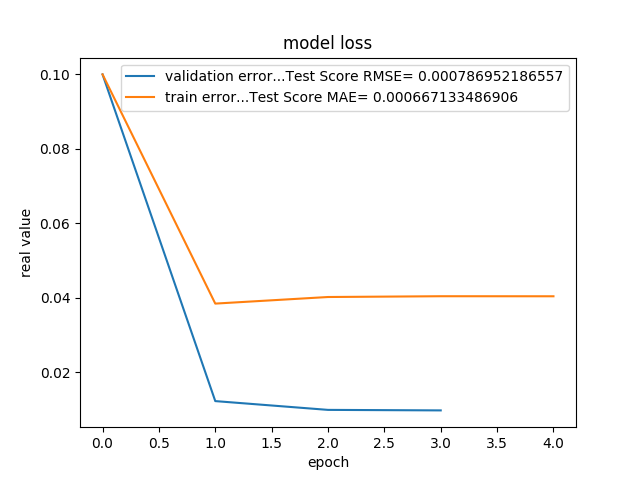 model loss
validation error...Test Score RMSE= 0.000786952186557
train error...Test Score MAE= 0.000667133486906
0.10
0.08
0.06
0.04
0.02
real value
0.0 0.5 1.0 1.5 2.0 2.5 3.0 3.5 4.0
epoch